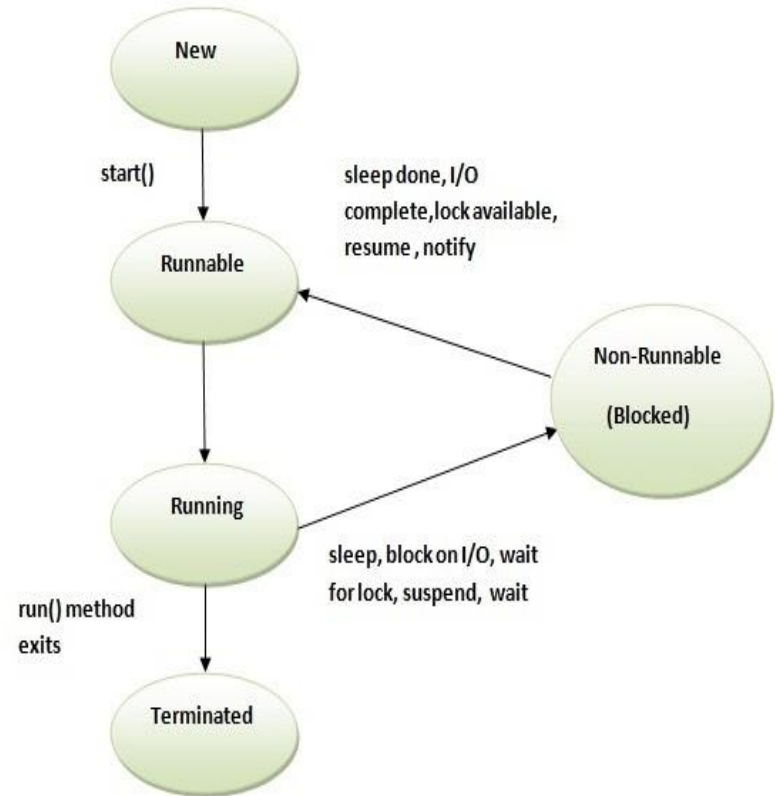 New
start()
sleep done, I/O
complete,lock available,
resume , notify
Runnable
Non-Runnable
(Blocked)
Running
sleep, block on I/O, wait
for lock, suspend, wait
run() method
exits
Terminated